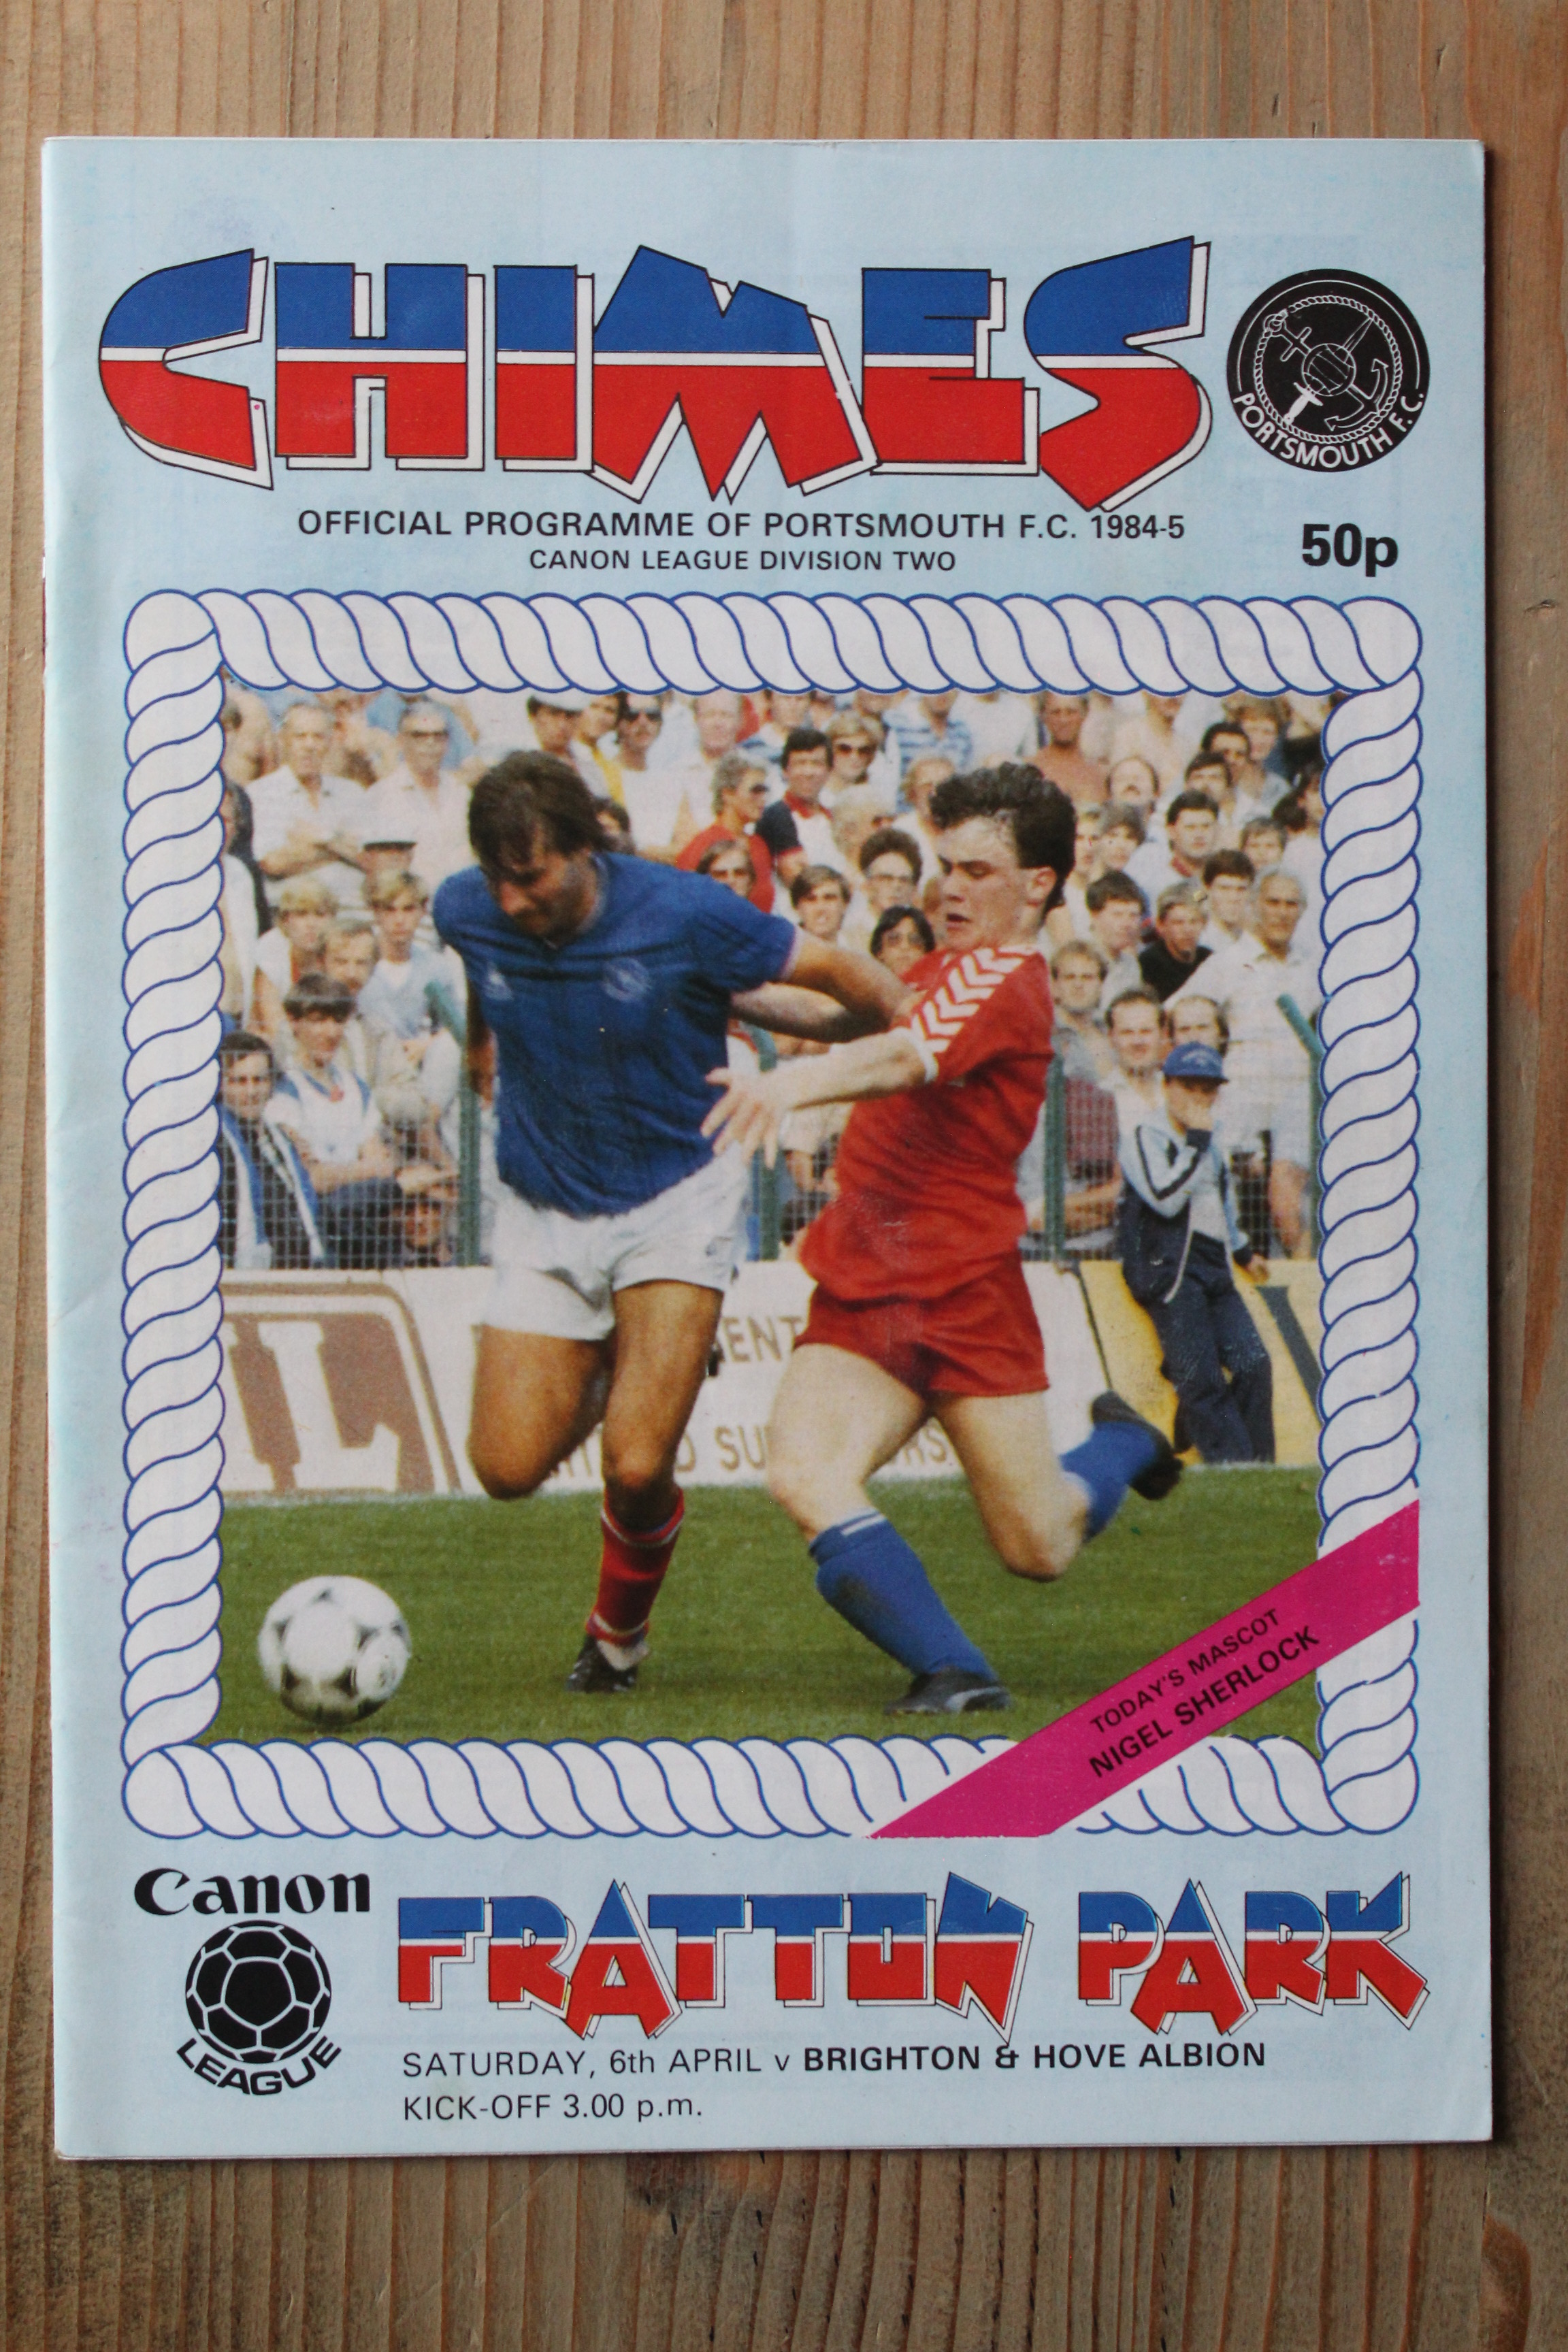 CHIMES
PORTSMOUTH F.C.
OFFICIAL PROGRAMME OF PORTSMOUTH F.C. 1984-5
50p
CANON LEAGUE DIVISION TWO
TODAY'S MASCOT
NIGEL SHERLOCK
Canon
LEAGUE
FRATTON PARK
SATURDAY, 6th APRIL v BRIGHTON & HOVE ALBION
KICK-OFF 3.00 p.m.